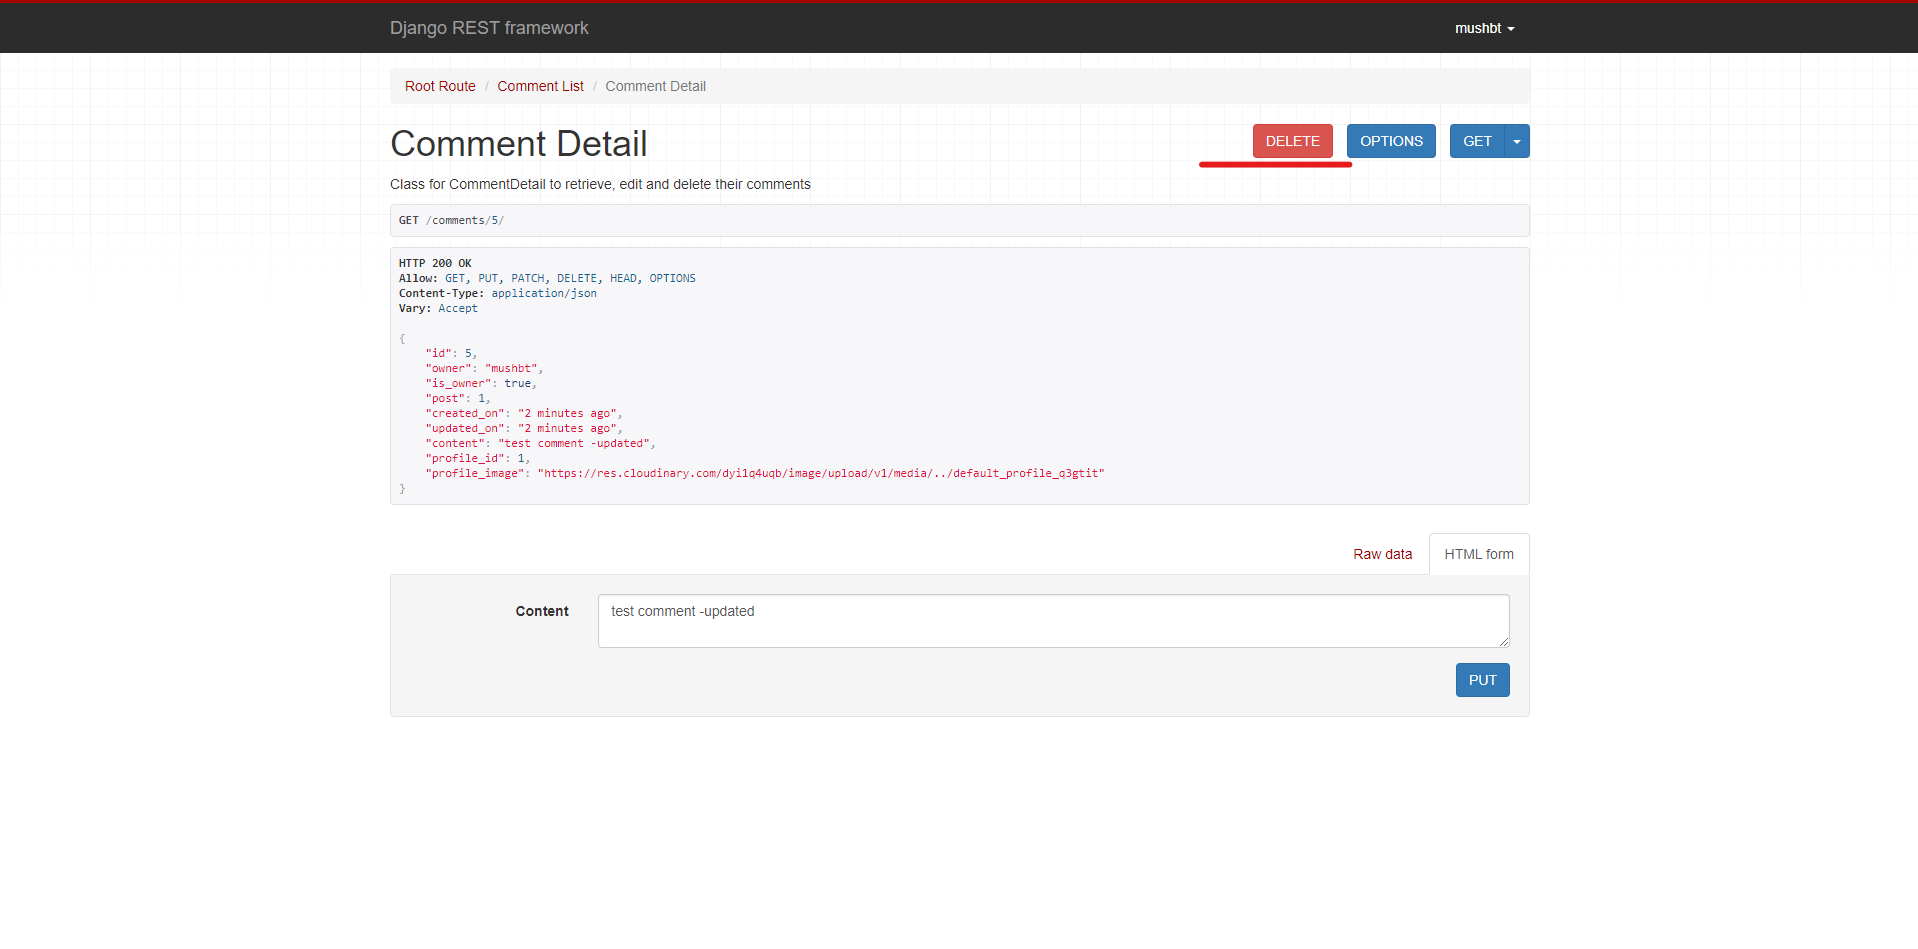 Django REST framework
mushbt
Root Route / Comment List / Comment Detail
Comment Detail
DELETE
OPTIONS
GET
Class for CommentDetail to retrieve, edit and delete their comments
GET /comments/5/
HTTP 200 OK
Allow: GET, PUT, PATCH, DELETE, HEAD, OPTIONS
Content-Type: application/json
Vary: Accept
{
    "id": 5,
    "owner": "mushbt",
    "is_owner": true,
    "post": 1,
    "created_on": "2 minutes ago",
    "updated_on": "2 minutes ago",
    "content": "test comment -updated",
    "profile_id": 1,
    "profile_image": "https://res.cloudinary.com/dyi1q4uqb/image/upload/v1/media/../default_profile_q3gtit"
}
Raw data
HTML form
Content
test comment -updated
PUT